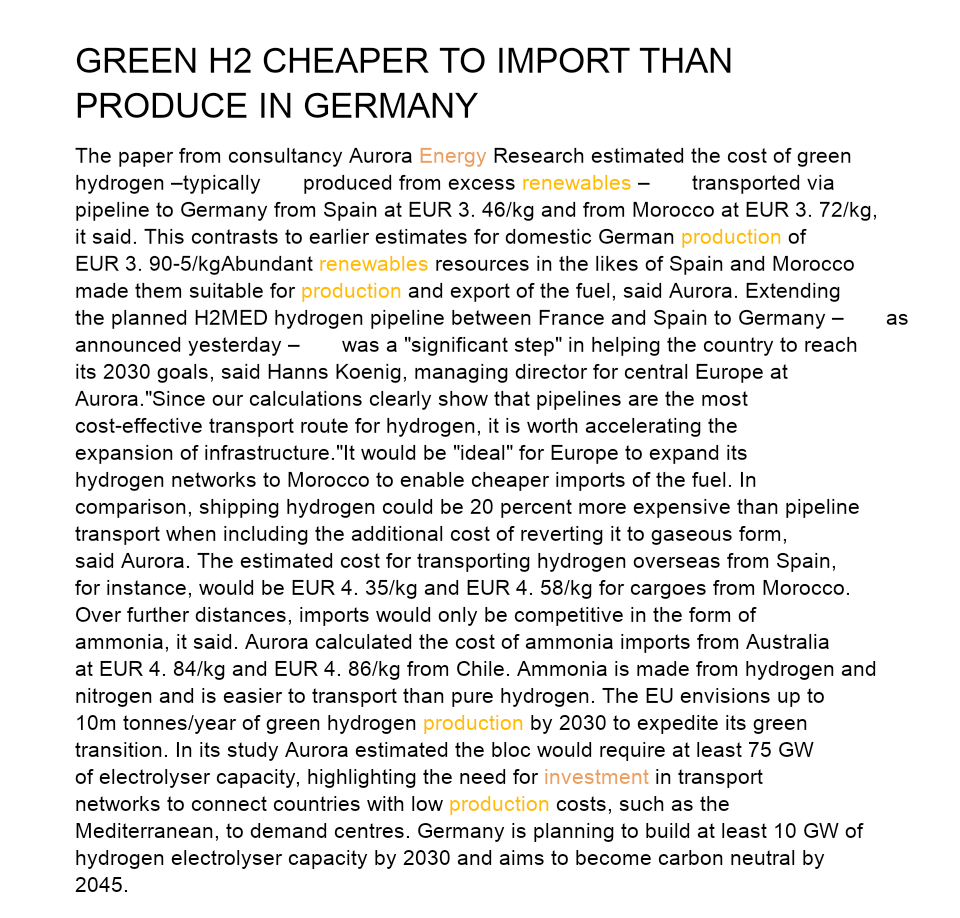 GREEN H2 CHEAPER TO IMPORT THAN
PRODUCE IN GERMANY
The paper from consultancy Aurora Energy Research estimated the cost of green
hydrogen –typically produced from excess renewables – transported via
pipeline to Germany from Spain at EUR 3. 46/kg and from Morocco at EUR 3. 72/kg,
it said. This contrasts to earlier estimates for domestic German production of
EUR 3. 90-5/kgAbundant renewables resources in the likes of Spain and Morocco
made them suitable for production and export of the fuel, said Aurora. Extending
the planned H2MED hydrogen pipeline between France and Spain to Germany – as
announced yesterday – was a "significant step" in helping the country to reach
its 2030 goals, said Hanns Koenig, managing director for central Europe at
Aurora."Since our calculations clearly show that pipelines are the most
cost-effective transport route for hydrogen, it is worth accelerating the
expansion of infrastructure."It would be "ideal" for Europe to expand its
hydrogen networks to Morocco to enable cheaper imports of the fuel. In
comparison, shipping hydrogen could be 20 percent more expensive than pipeline
transport when including the additional cost of reverting it to gaseous form,
said Aurora. The estimated cost for transporting hydrogen overseas from Spain,
for instance, would be EUR 4. 35/kg and EUR 4. 58/kg for cargoes from Morocco.
Over further distances, imports would only be competitive in the form of
ammonia, it said. Aurora calculated the cost of ammonia imports from Australia
at EUR 4. 84/kg and EUR 4. 86/kg from Chile. Ammonia is made from hydrogen and
nitrogen and is easier to transport than pure hydrogen. The EU envisions up to
10m tonnes/year of green hydrogen production by 2030 to expedite its green
transition. In its study Aurora estimated the bloc would require at least 75 GW
of electrolyser capacity, highlighting the need for investment in transport
networks to connect countries with low production costs, such as the
Mediterranean, to demand centres. Germany is planning to build at least 10 GW of
hydrogen electrolyser capacity by 2030 and aims to become carbon neutral by
2045.